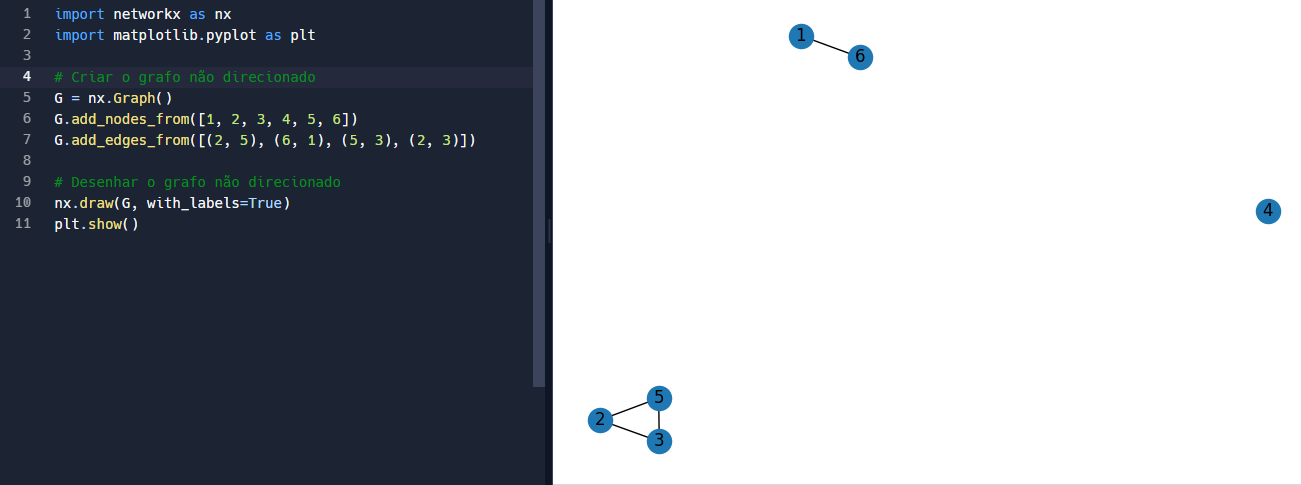 1 import networkx as nx
2 import matplotlib.pyplot as plt
3
4 # Criar o grafo não direcionado
5 G = nx.Graph()
6 G.add_nodes_from([1, 2, 3, 4, 5, 6])
7 G.add_edges_from([(2, 5), (6, 1), (5, 3), (2, 3)])
8
9 # Desenhar o grafo não direcionado
10 nx.draw(G, with_labels=True)
11 plt.show()
1
6
4
5
2
3